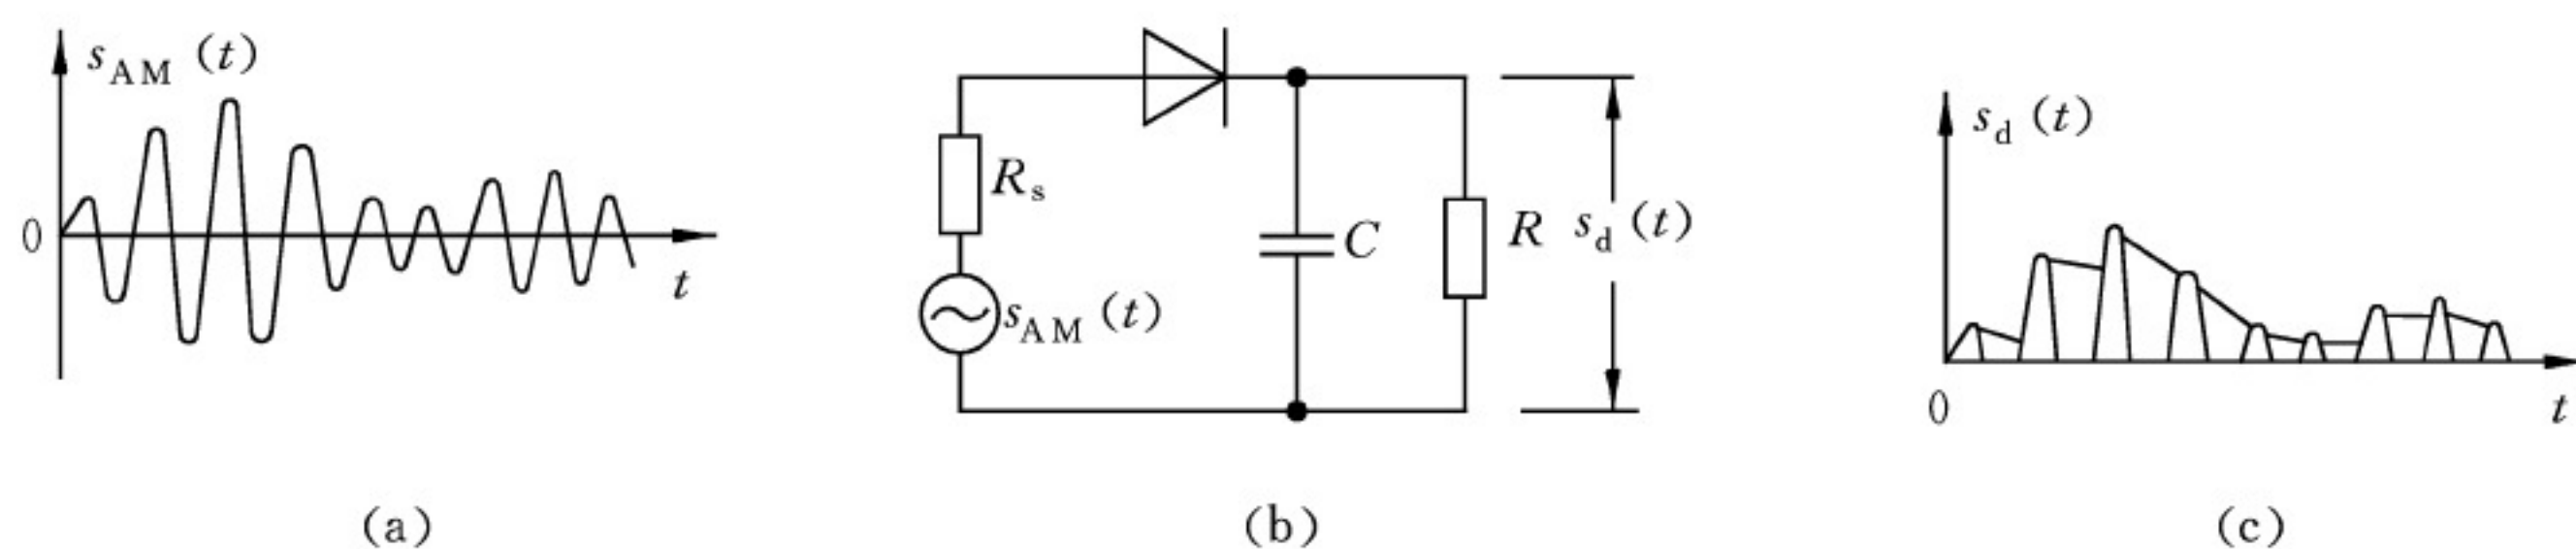 s_AM (t)
0
t
(a)
R_s
s_AM (t)
C
R
s_d (t)
(b)
s_d (t)
0
t
(c)